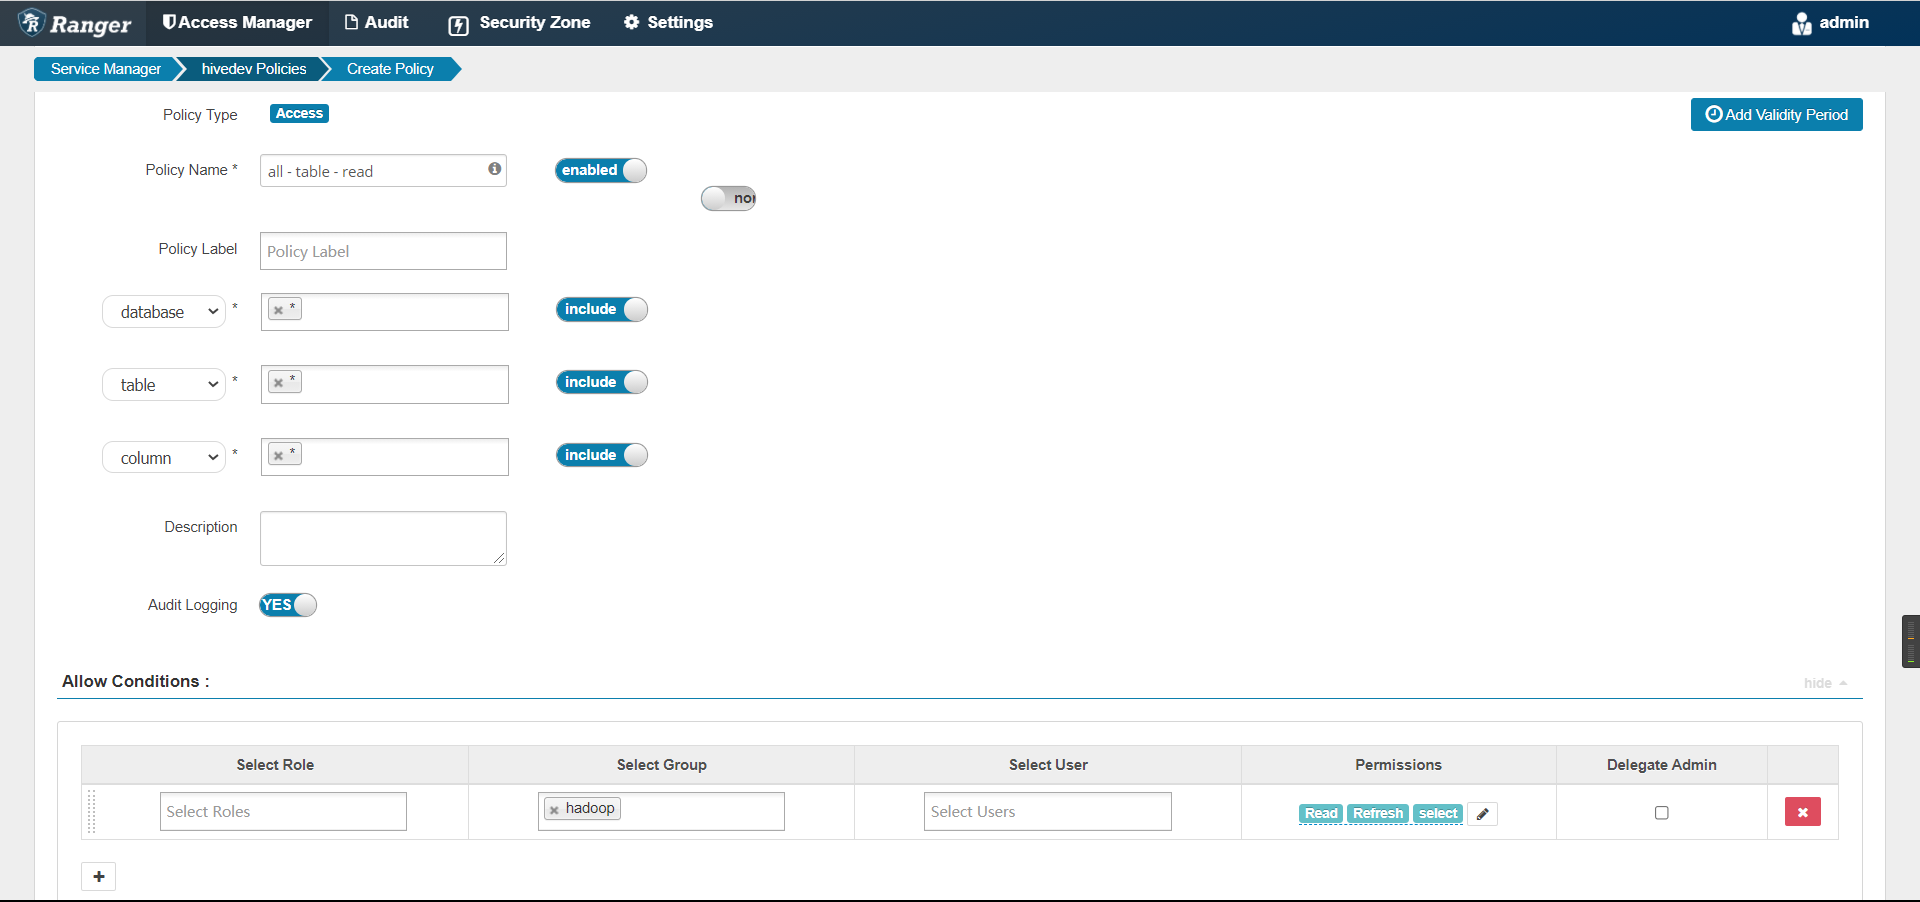 Ranger Access Manager Audit Security Zone Settings admin
Service Manager hivedev Policies Create Policy
Policy Type Access Add Validity Period
Policy Name * all - table - read enabled
nor
Policy Label Policy Label
database * * include
table * * include
column * * include
Description
Audit Logging YES
Allow Conditions : hide
Select Role Select Group Select User Permissions Delegate Admin
Select Roles hadoop Select Users Read Refresh select